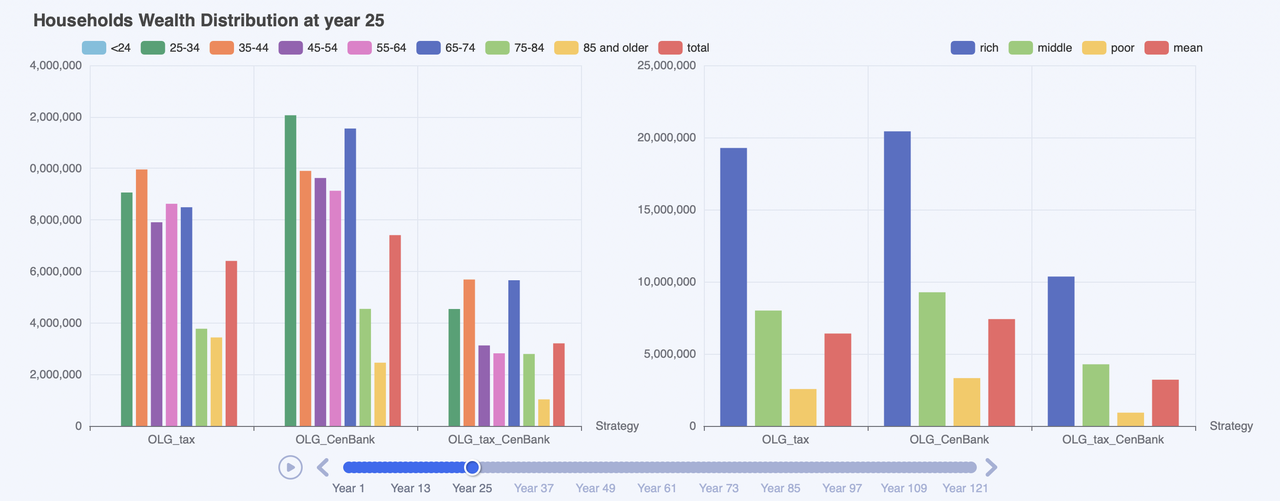 Households Wealth Distribution at year 25
<24 25-34 35-44 45-54 55-64 65-74 75-84 85 and older total
4,000,000
2,000,000
0,000,000
8,000,000
6,000,000
4,000,000
2,000,000
0
OLG_tax OLG_CenBank OLG_tax_CenBank
Strategy
rich middle poor mean
25,000,000
20,000,000
15,000,000
10,000,000
5,000,000
0
OLG_tax OLG_CenBank OLG_tax_CenBank
Strategy
Year 1 Year 13 Year 25 Year 37 Year 49 Year 61 Year 73 Year 85 Year 97 Year 109 Year 121